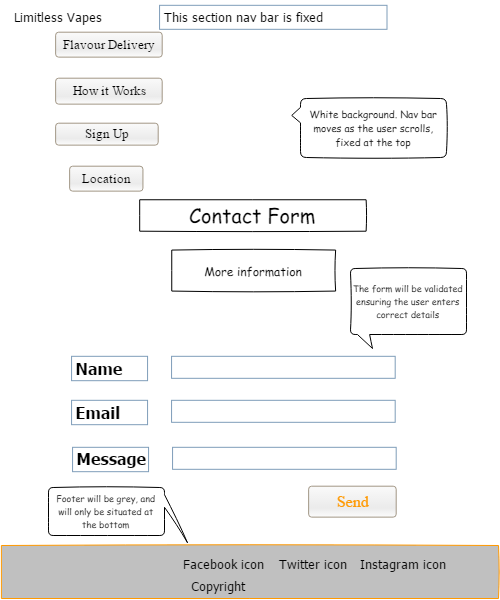 Limitless Vapes
This section nav bar is fixed
Flavour Delivery
How it Works
Sign Up
Location
White background. Nav bar
moves as the user scrolls,
fixed at the top
Contact Form
More information
The form will be validated
ensuring the user enters
correct details
Name
Email
Message
Send
Footer will be grey, and
will only be situated at
the bottom
Facebook icon Twitter icon Instagram icon
Copyright